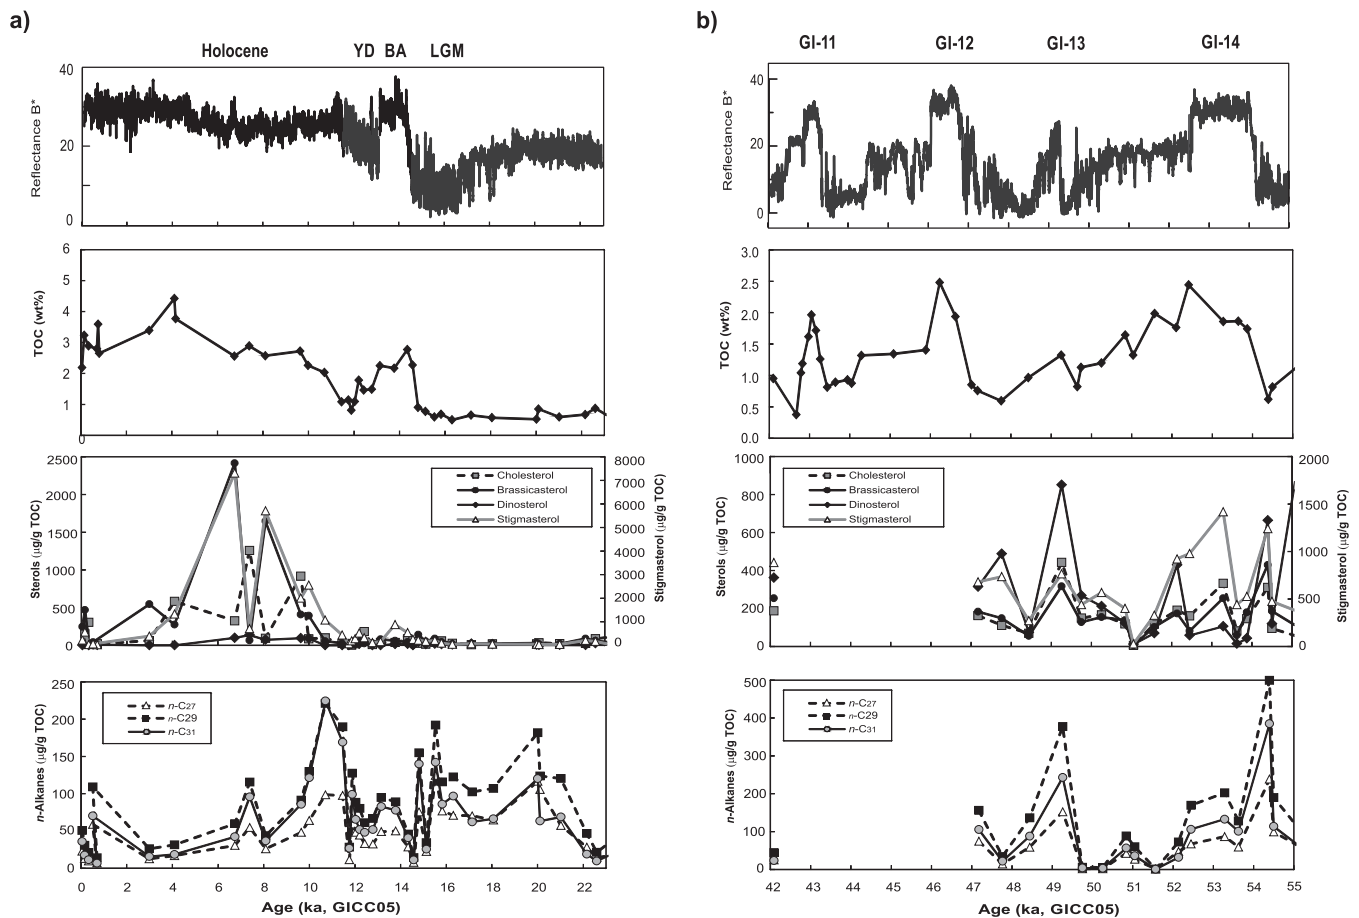 a)
Holocene YD BA LGM
40
20
0
Reflectance B*
6
5
4
3
2
1
0
TOC (wt%)
2500
2000
1500
1000
500
0
Sterols (µg/g TOC)
Cholesterol
Brassicasterol
Dinosterol
Stigmasterol
8000
7000
6000
5000
4000
3000
2000
1000
0
Stigmasterol (µg/g TOC)
250
200
150
100
50
0
n-Alkanes (µg/g TOC)
n-C27
n-C29
n-C31
0 2 4 6 8 10 12 14 16 18 20 22
Age (ka, GICC05)
b)
GI-11 GI-12 GI-13 GI-14
40
20
0
Reflectance B*
3.0
2.5
2.0
1.5
1.0
0.5
0.0
TOC (wt%)
1000
800
600
400
200
0
Sterols (µg/g TOC)
Cholesterol
Brassicasterol
Dinosterol
Stigmasterol
2000
1500
1000
500
0
Stigmasterol (µg/g TOC)
500
400
300
200
100
0
n-Alkanes (µg/g TOC)
n-C27
n-C29
n-C31
42 43 44 45 46 47 48 49 50 51 52 53 54 55
Age (ka, GICC05)